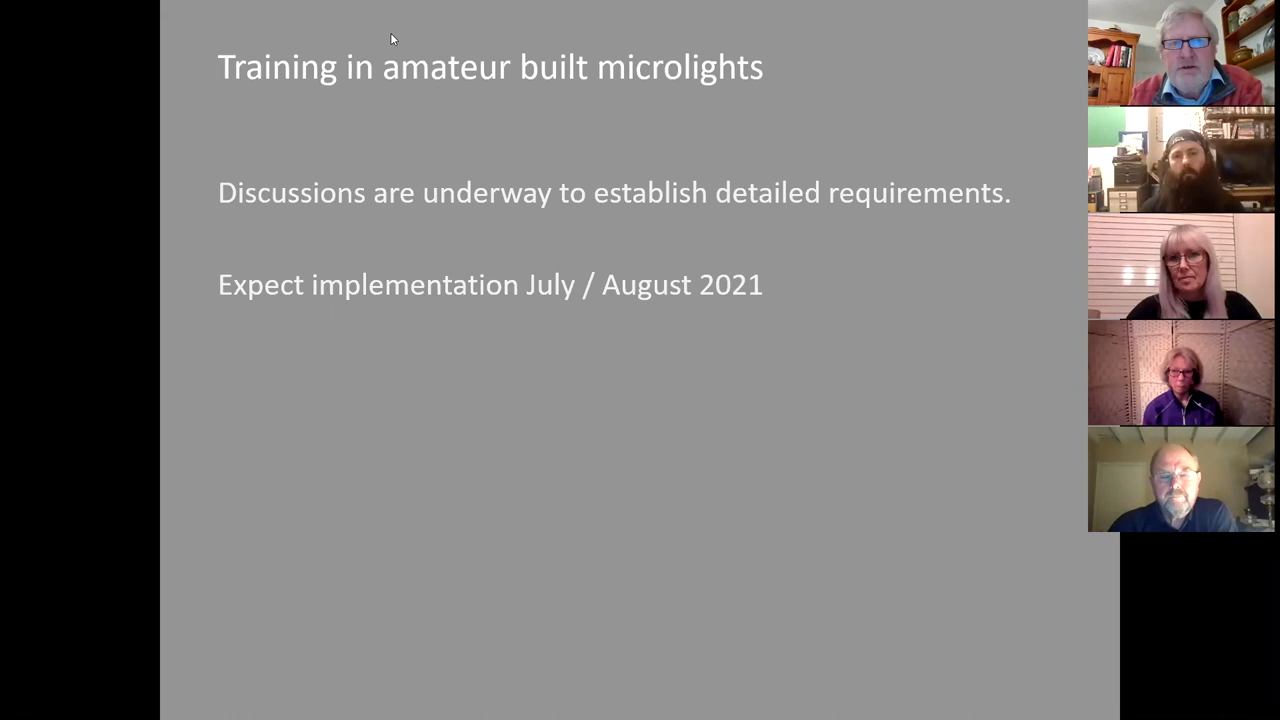 Training in amateur built microlights
Discussions are underway to establish detailed requirements.
Expect implementation July / August 2021